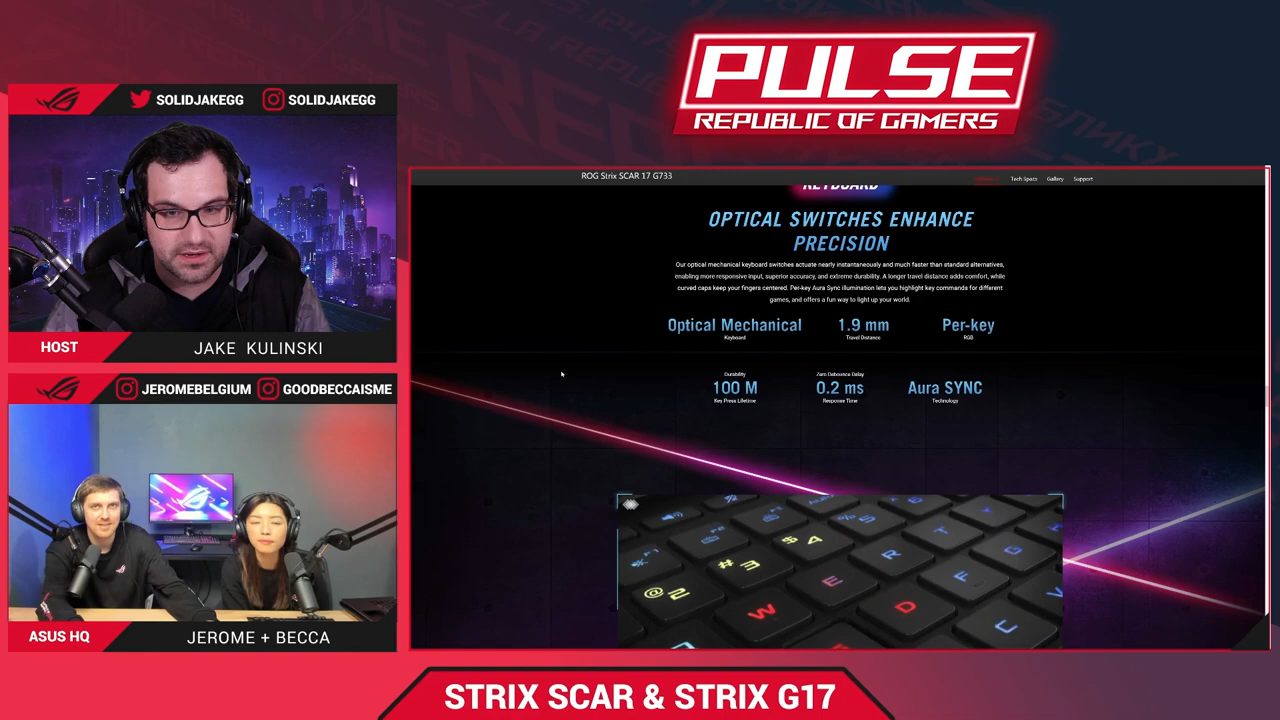 PULSE
REPUBLIC OF GAMERS
SOLIDJAKEGG SOLIDJAKEGG
HOST JAKE KULINSKI
JEROMEBELGIUM GOODBECCAISME
ASUS HQ JEROME + BECCA
ROG Strix SCAR 17 G733
Tech Specs Gallery Support
KEYBOARD
OPTICAL SWITCHES ENHANCE
PRECISION
Our optical mechanical keyboard switches actuate nearly instantaneously and much faster than standard alternatives,
enabling more responsive input, superior accuracy, and extreme durability. A longer travel distance adds comfort, while
curved caps keep your fingers centered. Per-key Aura Sync illumination lets you highlight key commands for different
games, and offers a fun way to light up your world.
Optical Mechanical 1.9 mm Per-key
Keyboard Travel Distance RGB
Durability Zero Debounce Delay
100 M 0.2 ms Aura SYNC
Key Press Lifetime Response Time Technology
$ 4
# 3 R T G
@ 2 E F
W D C V
STRIX SCAR & STRIX G17